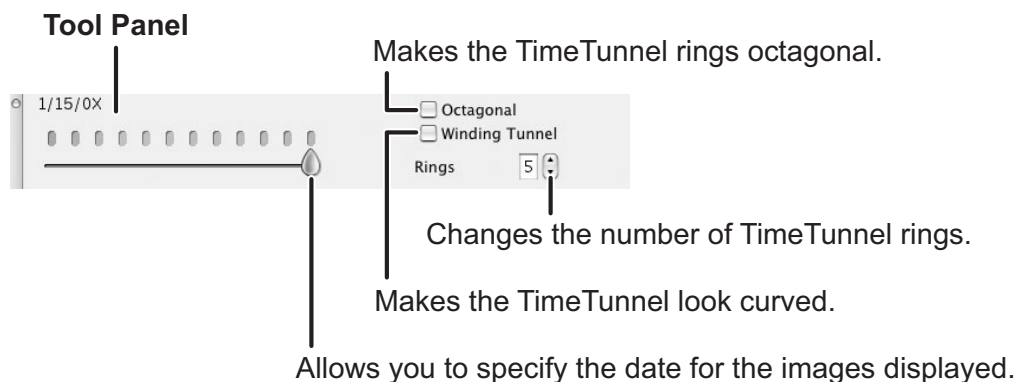 Tool Panel
Makes the TimeTunnel rings octagonal.
1/15/0X
Octagonal
Winding Tunnel
Rings 5
Changes the number of TimeTunnel rings.
Makes the TimeTunnel look curved.
Allows you to specify the date for the images displayed.